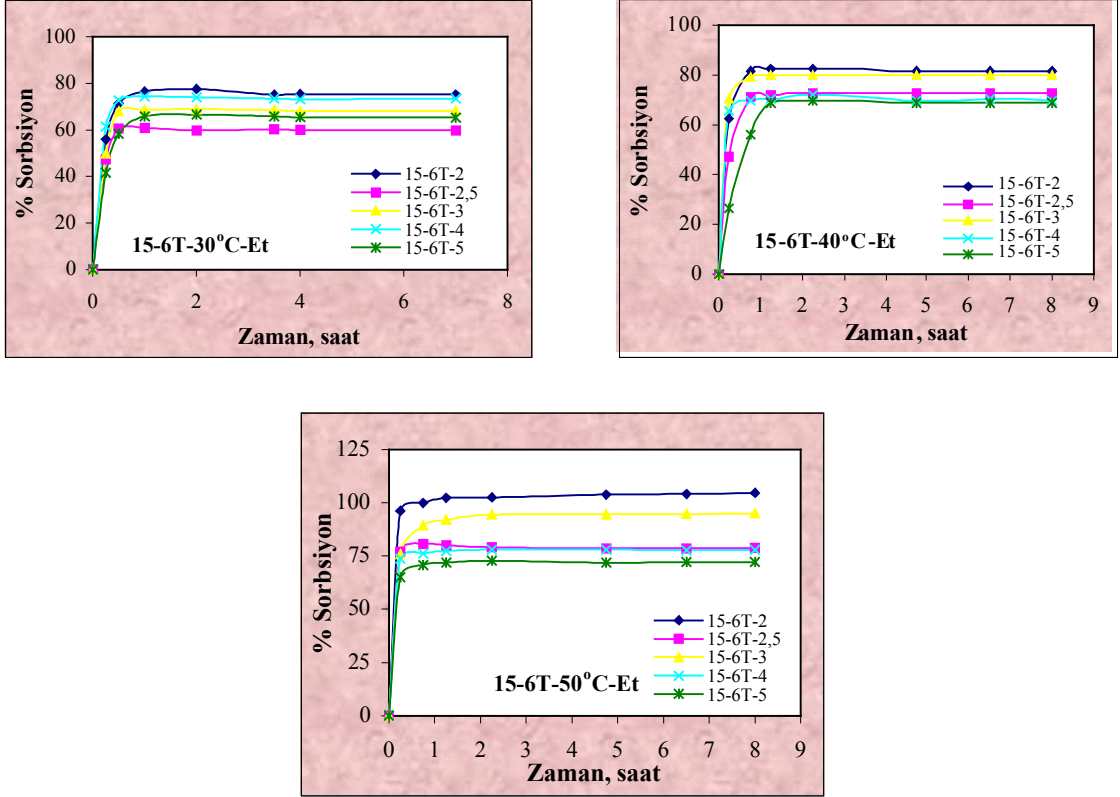 100
80
60
40
20
0
0 2 4 6 8
% Sorbsiyon
Zaman, saat
15-6T-2
15-6T-2,5
15-6T-3
15-6T-4
15-6T-5
15-6T-30°C-Et
100
80
60
40
20
0
0 1 2 3 4 5 6 7 8 9
% Sorbsiyon
Zaman, saat
15-6T-2
15-6T-2,5
15-6T-3
15-6T-4
15-6T-5
15-6T-40°C-Et
125
100
75
50
25
0
0 1 2 3 4 5 6 7 8 9
% Sorbsiyon
Zaman, saat
15-6T-2
15-6T-2,5
15-6T-3
15-6T-4
15-6T-5
15-6T-50°C-Et